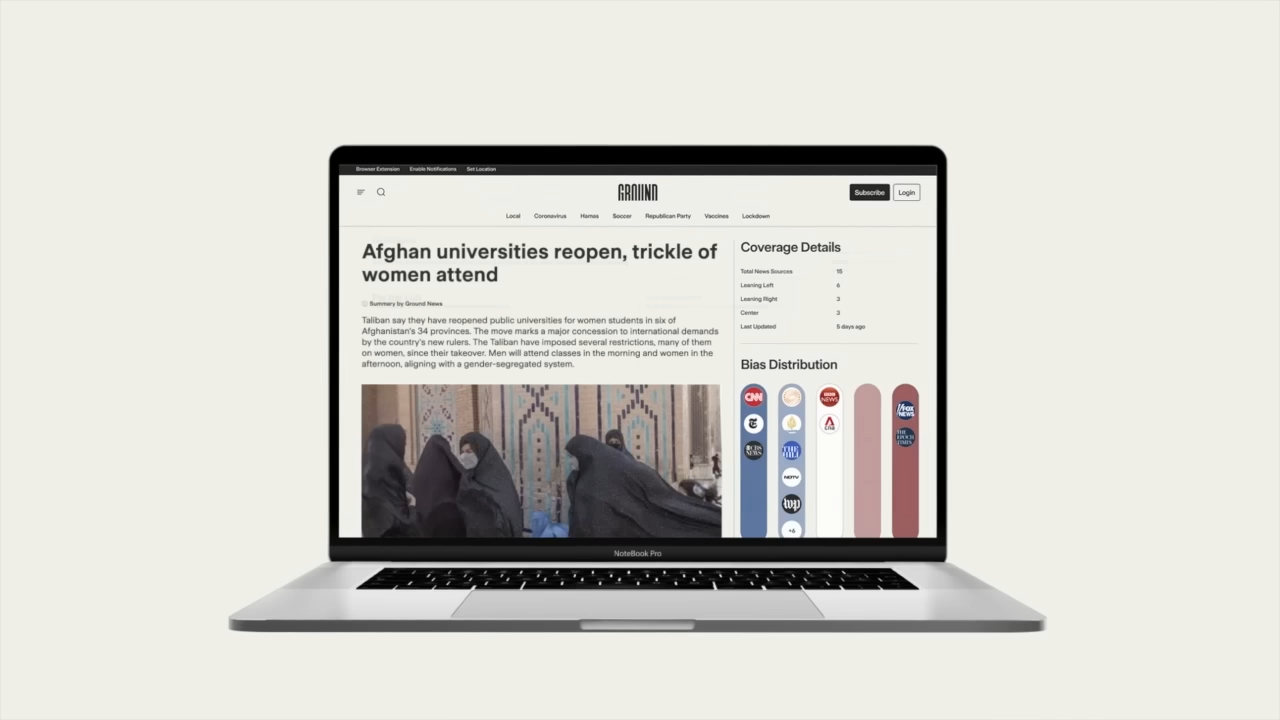 Browser Extension Enable Notifications Set Location
GROUND
Subscribe Login
Local Coronavirus Hamas Soccer Republican Party Vaccines Lockdown
Afghan universities reopen, trickle of
women attend
Summary by Ground News
Taliban say they have reopened public universities for women students in six of
Afghanistan's 34 provinces. The move marks a major concession to international demands
by the country's new rulers. The Taliban have imposed several restrictions, many of them
on women, since their takeover. Men will attend classes in the morning and women in the
afternoon, aligning with a gender-segregated system.
Coverage Details
Total News Sources 15
Leaning Left 6
Leaning Right 3
Center 3
Last Updated 5 days ago
Bias Distribution
CNN
BBC
NEWS
FOX
NEWS
T
CNA
THE
EPOCH
TIMES
CBS
NEWS
NDTV
wp
+6
NoteBook Pro